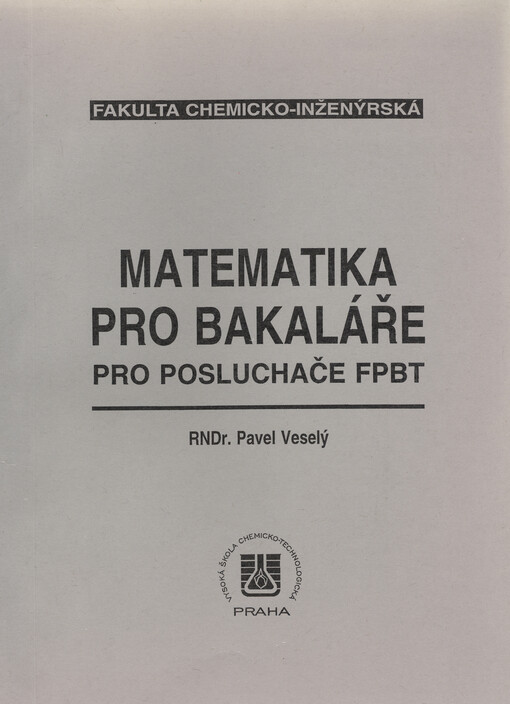 FAKULTA CHEMICKO-INŽENÝRSKÁ
MATEMATIKA
PRO BAKALÁŘE
PRO POSLUCHAČE FPBT
RNDr. Pavel Veselý
VYSOKÁ ŠKOLA CHEMICKO-TECHNOLOGICKÁ
PRAHA